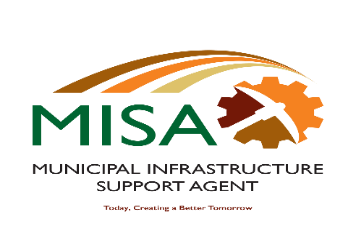 MISA
MUNICIPAL INFRASTRUCTURE
SUPPORT AGENT
Today, Creating a Better Tomorrow